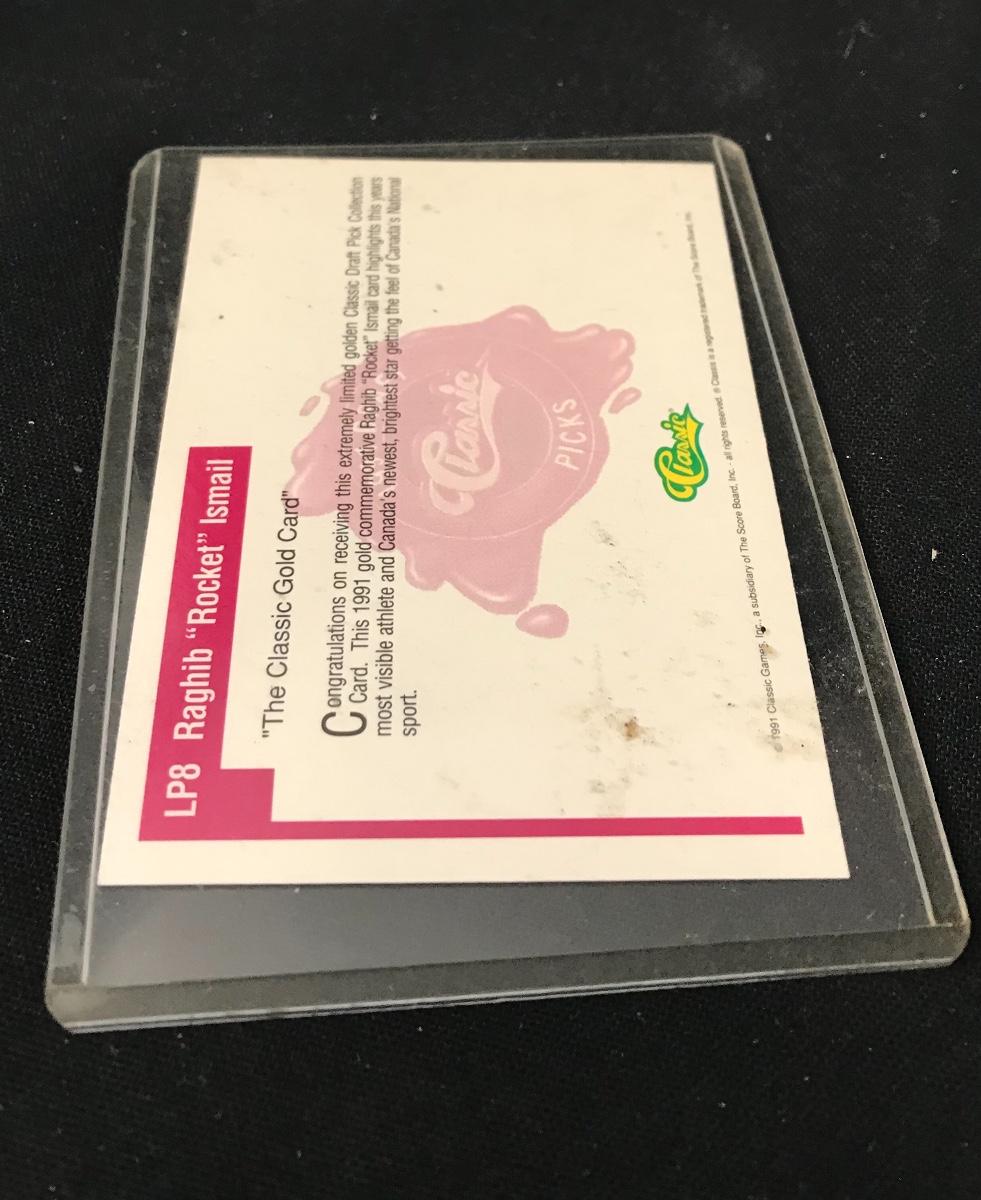 LP8 Raghib “Rocket” Ismail
"The Classic Gold Card"
Congratulations on receiving this extremely limited golden Classic Draft Pick Collection
Card. This 1991 gold commemorative Raghib "Rocket" Ismail card highlights this years
most visible athlete and Canada's newest, brightest star getting the feel of Canada's National
sport.
Classic
PICKS
Classic
© 1991 Classic Games, Inc., a subsidiary of The Score Board, Inc. - all rights reserved. ® Classic is a registered trademark of The Score Board, Inc.